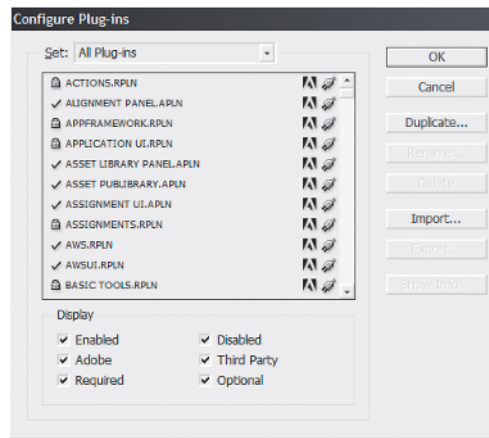 Configure Plug-ins
Set: All Plug-ins
OK
Cancel
Duplicate...
Rename...
Delete
Import...
Export...
Show Info...
ACTIONS.RPLN
ALIGNMENT PANEL.APLN
APPFRAMEWORK.RPLN
APPLICATION UI.RPLN
ASSET LIBRARY PANEL.APLN
ASSET PUBLIBRARY.APLN
ASSIGNMENT UI.APLN
ASSIGNMENTS.RPLN
AWS.RPLN
AWSUI.RPLN
BASIC TOOLS.RPLN
Display
Enabled
Disabled
Adobe
Third Party
Required
Optional